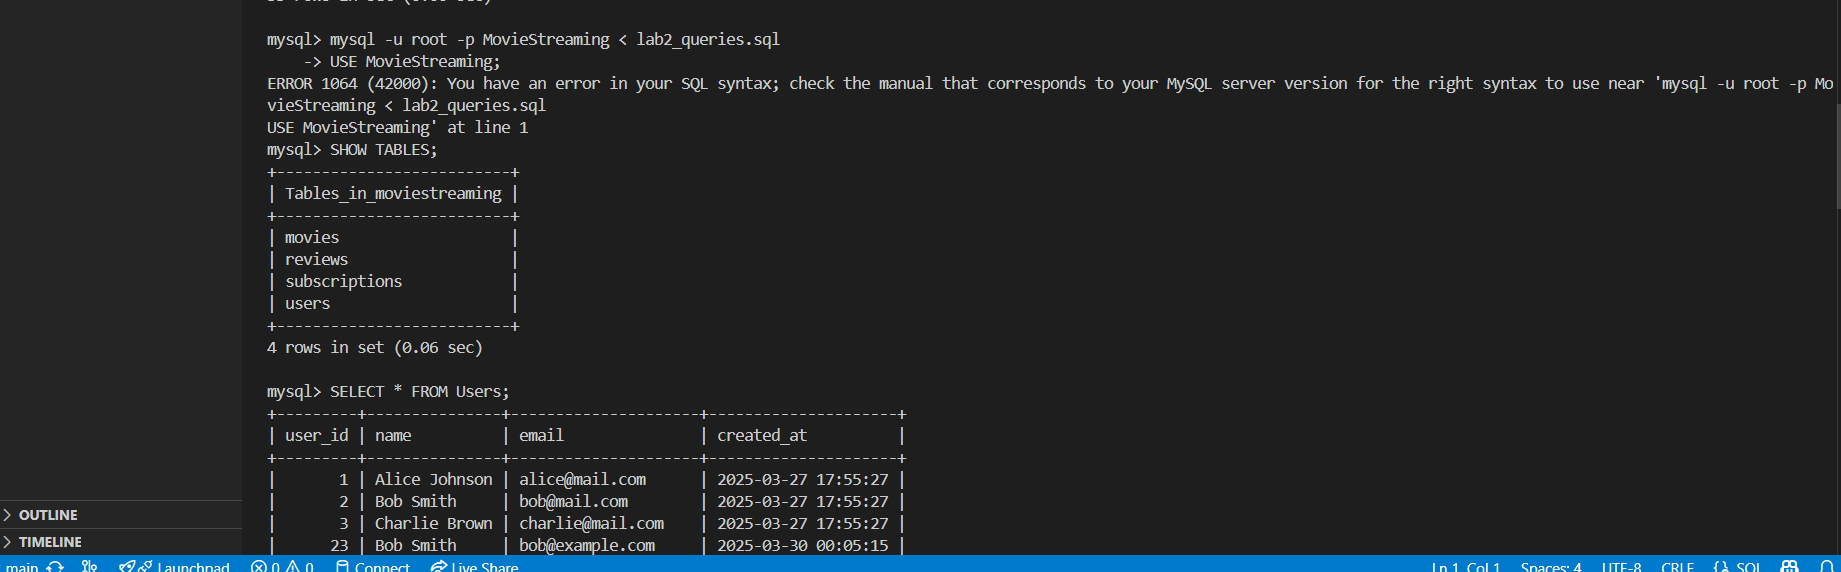 mysql> mysql -u root -p MovieStreaming < lab2_queries.sql
    -> USE MovieStreaming;
ERROR 1064 (42000): You have an error in your SQL syntax; check the manual that corresponds to your MySQL server version for the right syntax to use near 'mysql -u root -p Mo
vieStreaming < lab2_queries.sql
USE MovieStreaming' at line 1
mysql> SHOW TABLES;
+--------------------------+
| Tables_in_moviestreaming |
+--------------------------+
| movies                   |
| reviews                  |
| subscriptions            |
| users                    |
+--------------------------+
4 rows in set (0.06 sec)
mysql> SELECT * FROM Users;
+---------+---------------+---------------------+---------------------+
| user_id | name          | email               | created_at          |
+---------+---------------+---------------------+---------------------+
|       1 | Alice Johnson | alice@mail.com      | 2025-03-27 17:55:27 |
|       2 | Bob Smith     | bob@mail.com        | 2025-03-27 17:55:27 |
|       3 | Charlie Brown | charlie@mail.com    | 2025-03-27 17:55:27 |
|      23 | Bob Smith     | bob@example.com     | 2025-03-30 00:05:15 |
OUTLINE
TIMELINE
main Launchpad 0 0 Connect Live Share Ln 1, Col 1 Spaces: 4 UTF-8 CRLF {} SQL